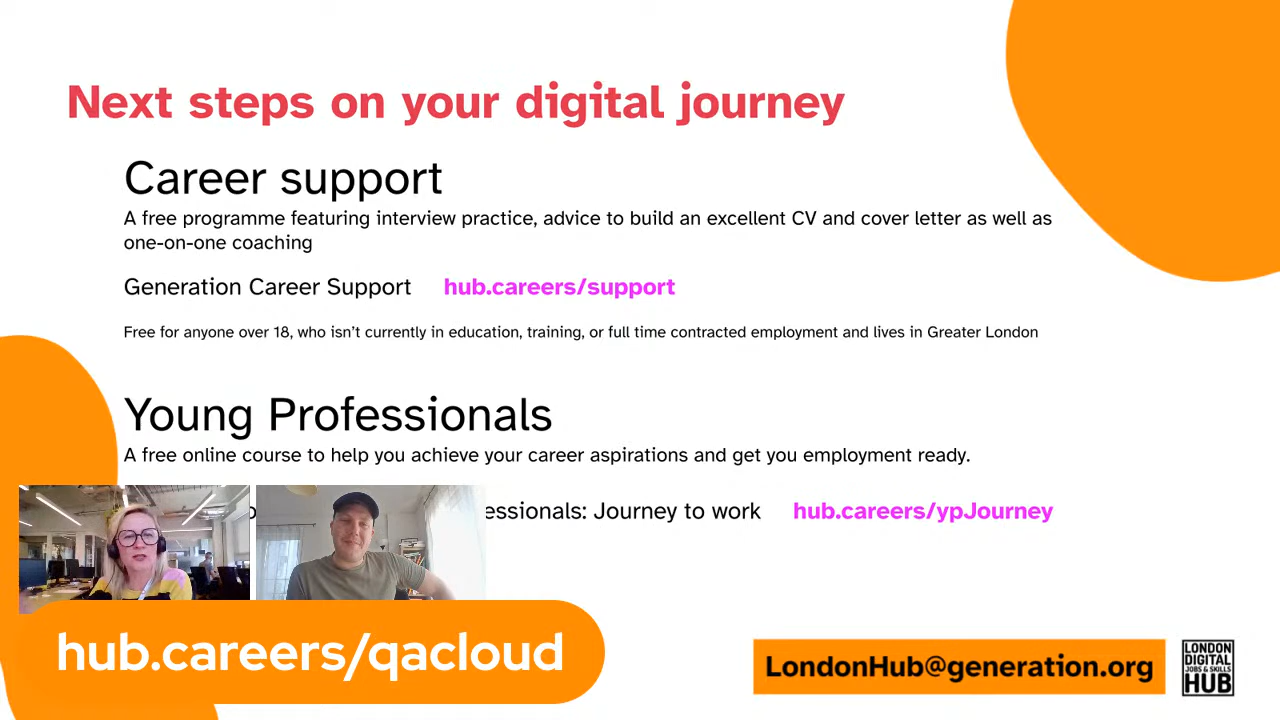 Next steps on your digital journey
Career support
A free programme featuring interview practice, advice to build an excellent CV and cover letter as well as
one-on-one coaching
Generation Career Support hub.careers/support
Free for anyone over 18, who isn’t currently in education, training, or full time contracted employment and lives in Greater London
Young Professionals
A free online course to help you achieve your career aspirations and get you employment ready.
Journey to work hub.careers/ypJourney
hub.careers/qacloud
LondonHub@generation.org
LONDON
DIGITAL
JOBS & SKILLS
HUB